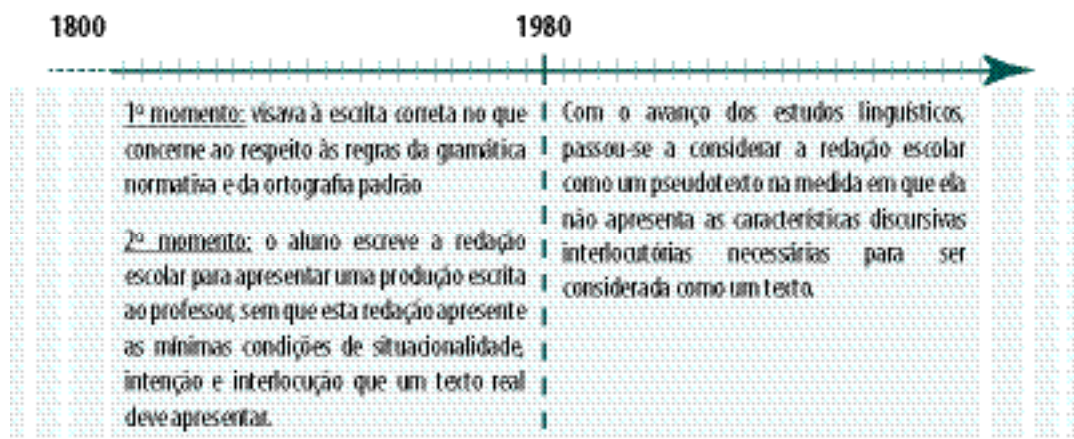 1800
1980
1º momento: visava à escrita correta no que
concerne ao respeito às regras da gramática
normativa e da ortografia padrão
2º momento: o aluno escreve a redação
escolar para apresentar uma produção escrita
ao professor, sem que esta redação apresente
as mínimas condições de situacionalidade,
intenção e interlocução que um texto real
deve apresentar.
Com o avanço dos estudos linguísticos,
passou-se a considerar a redação escolar
como um pseudotexto na medida em que ela
não apresenta as características discursivas
interlocutórias necessárias para ser
considerada como um texto.